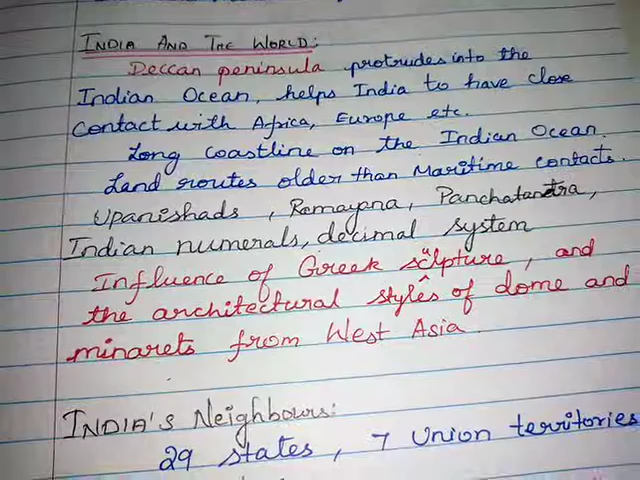 INDIA AND THE WORLD:
Deccan peninsula protrudes into the
Indian Ocean, helps India to have close
contact with Africa, Europe etc.
Long coastline on the Indian Ocean.
Land routes older than Maritime contacts.
Upanishads, Ramayana, Panchatantra,
Indian numerals, decimal system
Influence of Greek sculpture, and
the architectural styles of dome and
minarets from West Asia.
INDIA'S Neighbours:
29 states, 7 Union territories